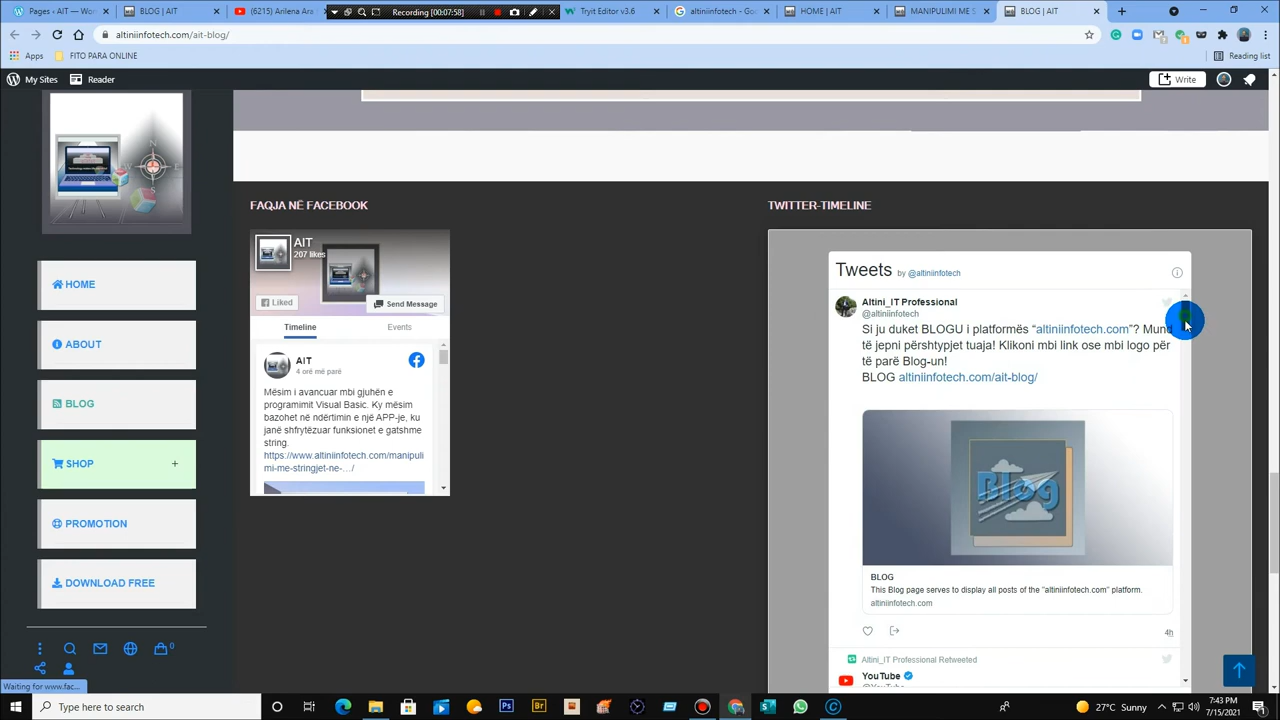 Pages ‹ AIT — Wor
BLOG | AIT
(6215) Arilena Ara
Recording [00:07:58]
Tryit Editor v3.6
altiniinfotech - Goo
HOME | AIT
MANIPULIMI ME S
BLOG | AIT
altiniinfotech.com/ait-blog/
Apps
FITO PARA ONLINE
Reading list
My Sites
Reader
Write
HOME
ABOUT
BLOG
SHOP +
PROMOTION
DOWNLOAD FREE
0
Waiting for www.fac...
FAQJA NË FACEBOOK
AIT
207 likes
Liked
Send Message
Timeline
Events
AIT
4 orë më parë
Mësim i avancuar mbi gjuhën e
programimit Visual Basic. Ky mësim
bazohet në ndërtimin e një APP-je, ku
janë shfrytëzuar funksionet e gatshme
string.
https://www.altiniinfotech.com/manipuli
mi-me-stringjet-ne-…/
TWITTER-TIMELINE
Tweets by @altiniinfotech
Altini_IT Professional
@altiniinfotech
Si ju duket BLOGU i platformës “altiniinfotech.com”? Mund
të jepni përshtypjet tuaja! Klikoni mbi link ose mbi logo për
të parë Blog-un!
BLOG altiniinfotech.com/ait-blog/
Blog
BLOG
This Blog page serves to display all posts of the "altiniinfotech.com" platform.
altiniinfotech.com
4h
Altini_IT Professional Retweeted
YouTube
@YouTube
Type here to search
27°C Sunny
7:43 PM
7/15/2021